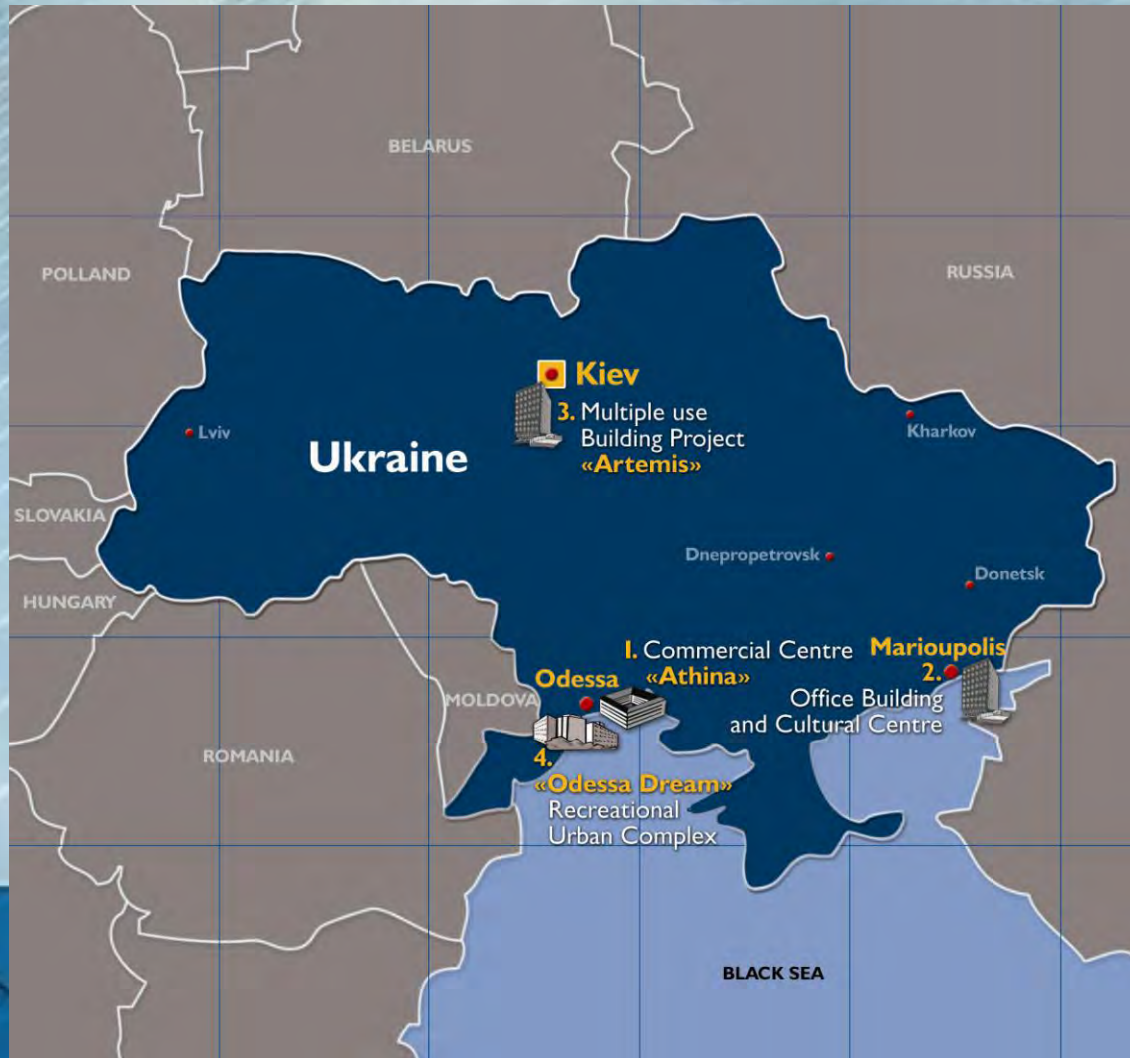 BELARUS
POLLAND
RUSSIA
Kiev
3. Multiple use
Building Project
«Artemis»
Lviv
Kharkov
Ukraine
SLOVAKIA
Dnepropetrovsk
Donetsk
HUNGARY
1. Commercial Centre
«Athina»
Marioupolis
2.
Office Building
and Cultural Centre
Odessa
MOLDOVA
ROMANIA
4.
«Odessa Dream»
Recreational
Urban Complex
BLACK SEA